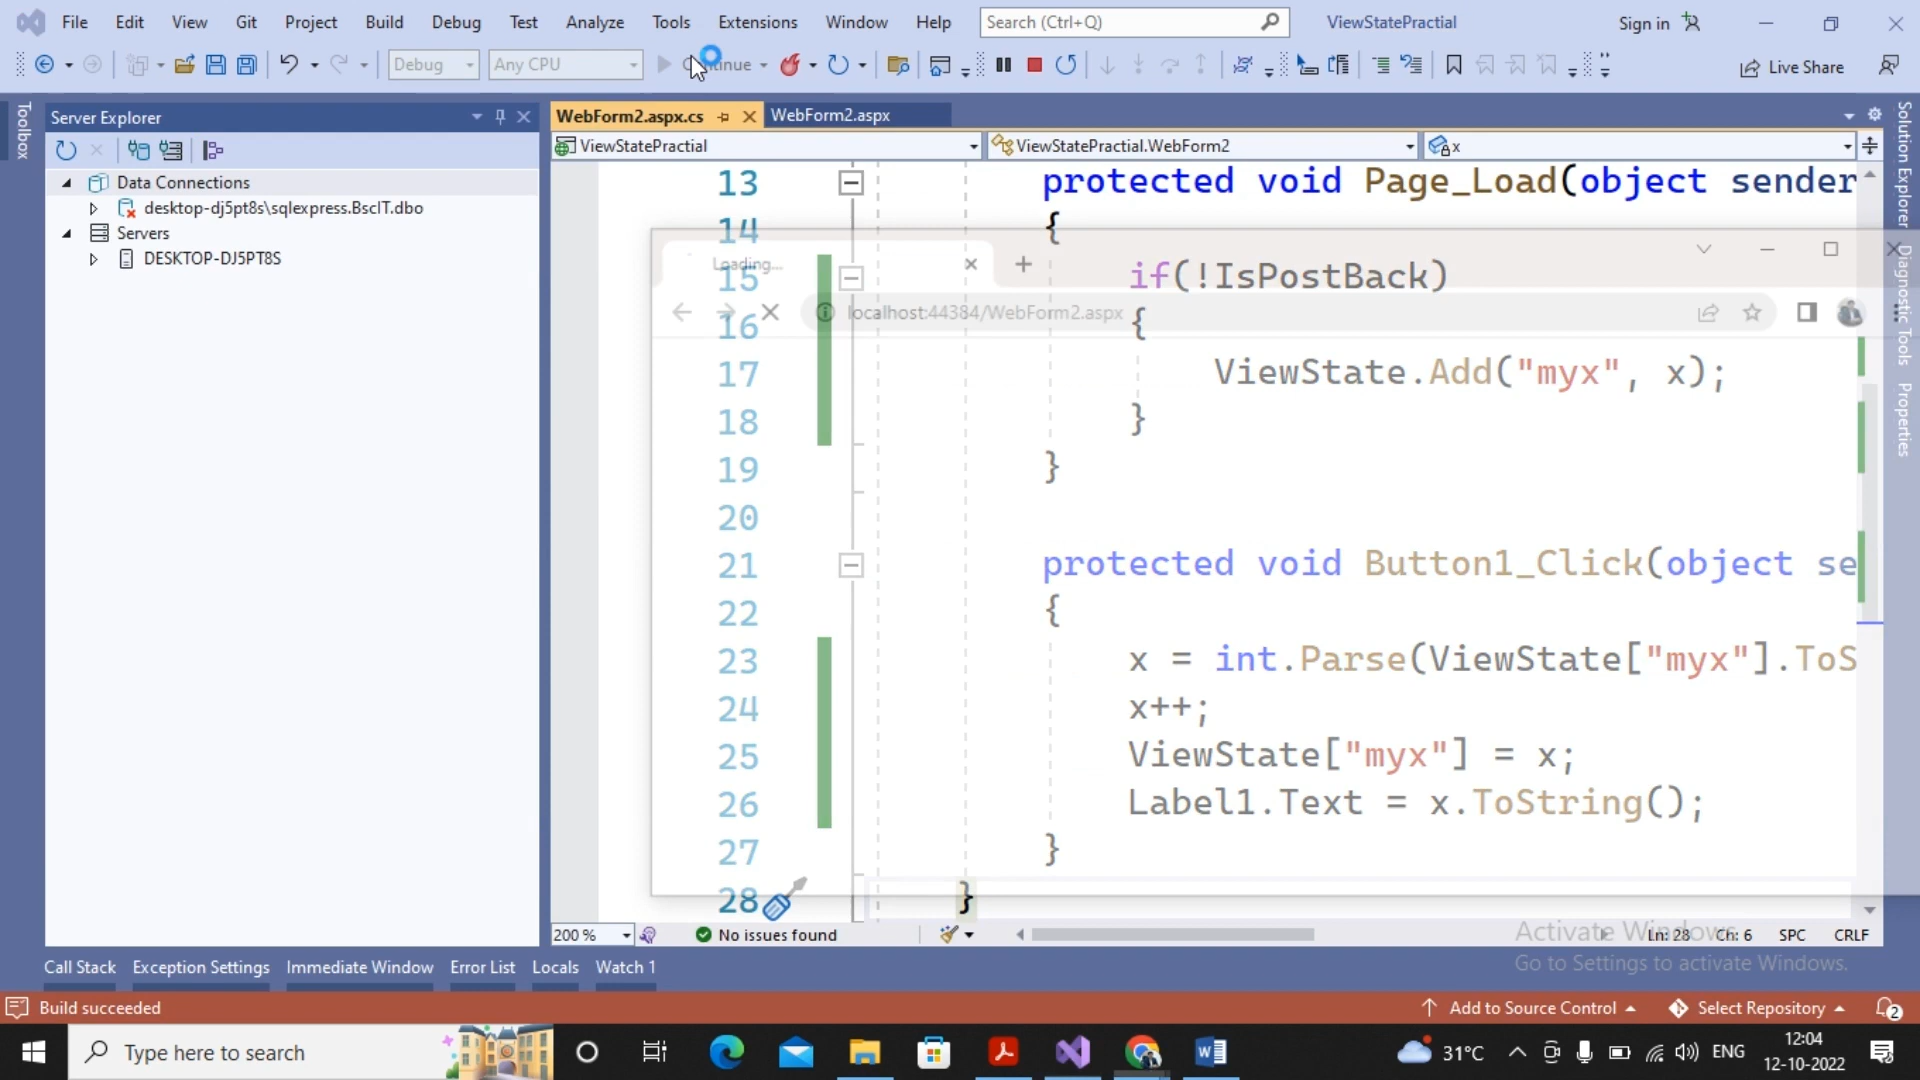 File Edit View Git Project Build Debug Test Analyze Tools Extensions Window Help Search (Ctrl+Q) ViewStatePractial Sign in
Debug Any CPU Continue Live Share
Toolbox
Server Explorer
Data Connections
desktop-dj5pt8s\sqlexpress.BscIT.dbo
Servers
DESKTOP-DJ5PT8S
WebForm2.aspx.cs WebForm2.aspx
ViewStatePractial ViewStatePractial.WebForm2 x
13 protected void Page_Load(object sender
14 {
Loading...
15 if(!IsPostBack)
localhost:44384/WebForm2.aspx
16 {
17 ViewState.Add("myx", x);
18 }
19 }
20
21 protected void Button1_Click(object se
22 {
23 x = int.Parse(ViewState["myx"].ToS
24 x++;
25 ViewState["myx"] = x;
26 Label1.Text = x.ToString();
27 }
28 }
Solution Explorer
Diagnostic Tools
Properties
200 % No issues found Ln: 28 Ch: 6 SPC CRLF
Activate Windows
Go to Settings to activate Windows.
Call Stack Exception Settings Immediate Window Error List Locals Watch 1
Build succeeded Add to Source Control Select Repository 2
Type here to search 31°C ENG 12:04
12-10-2022